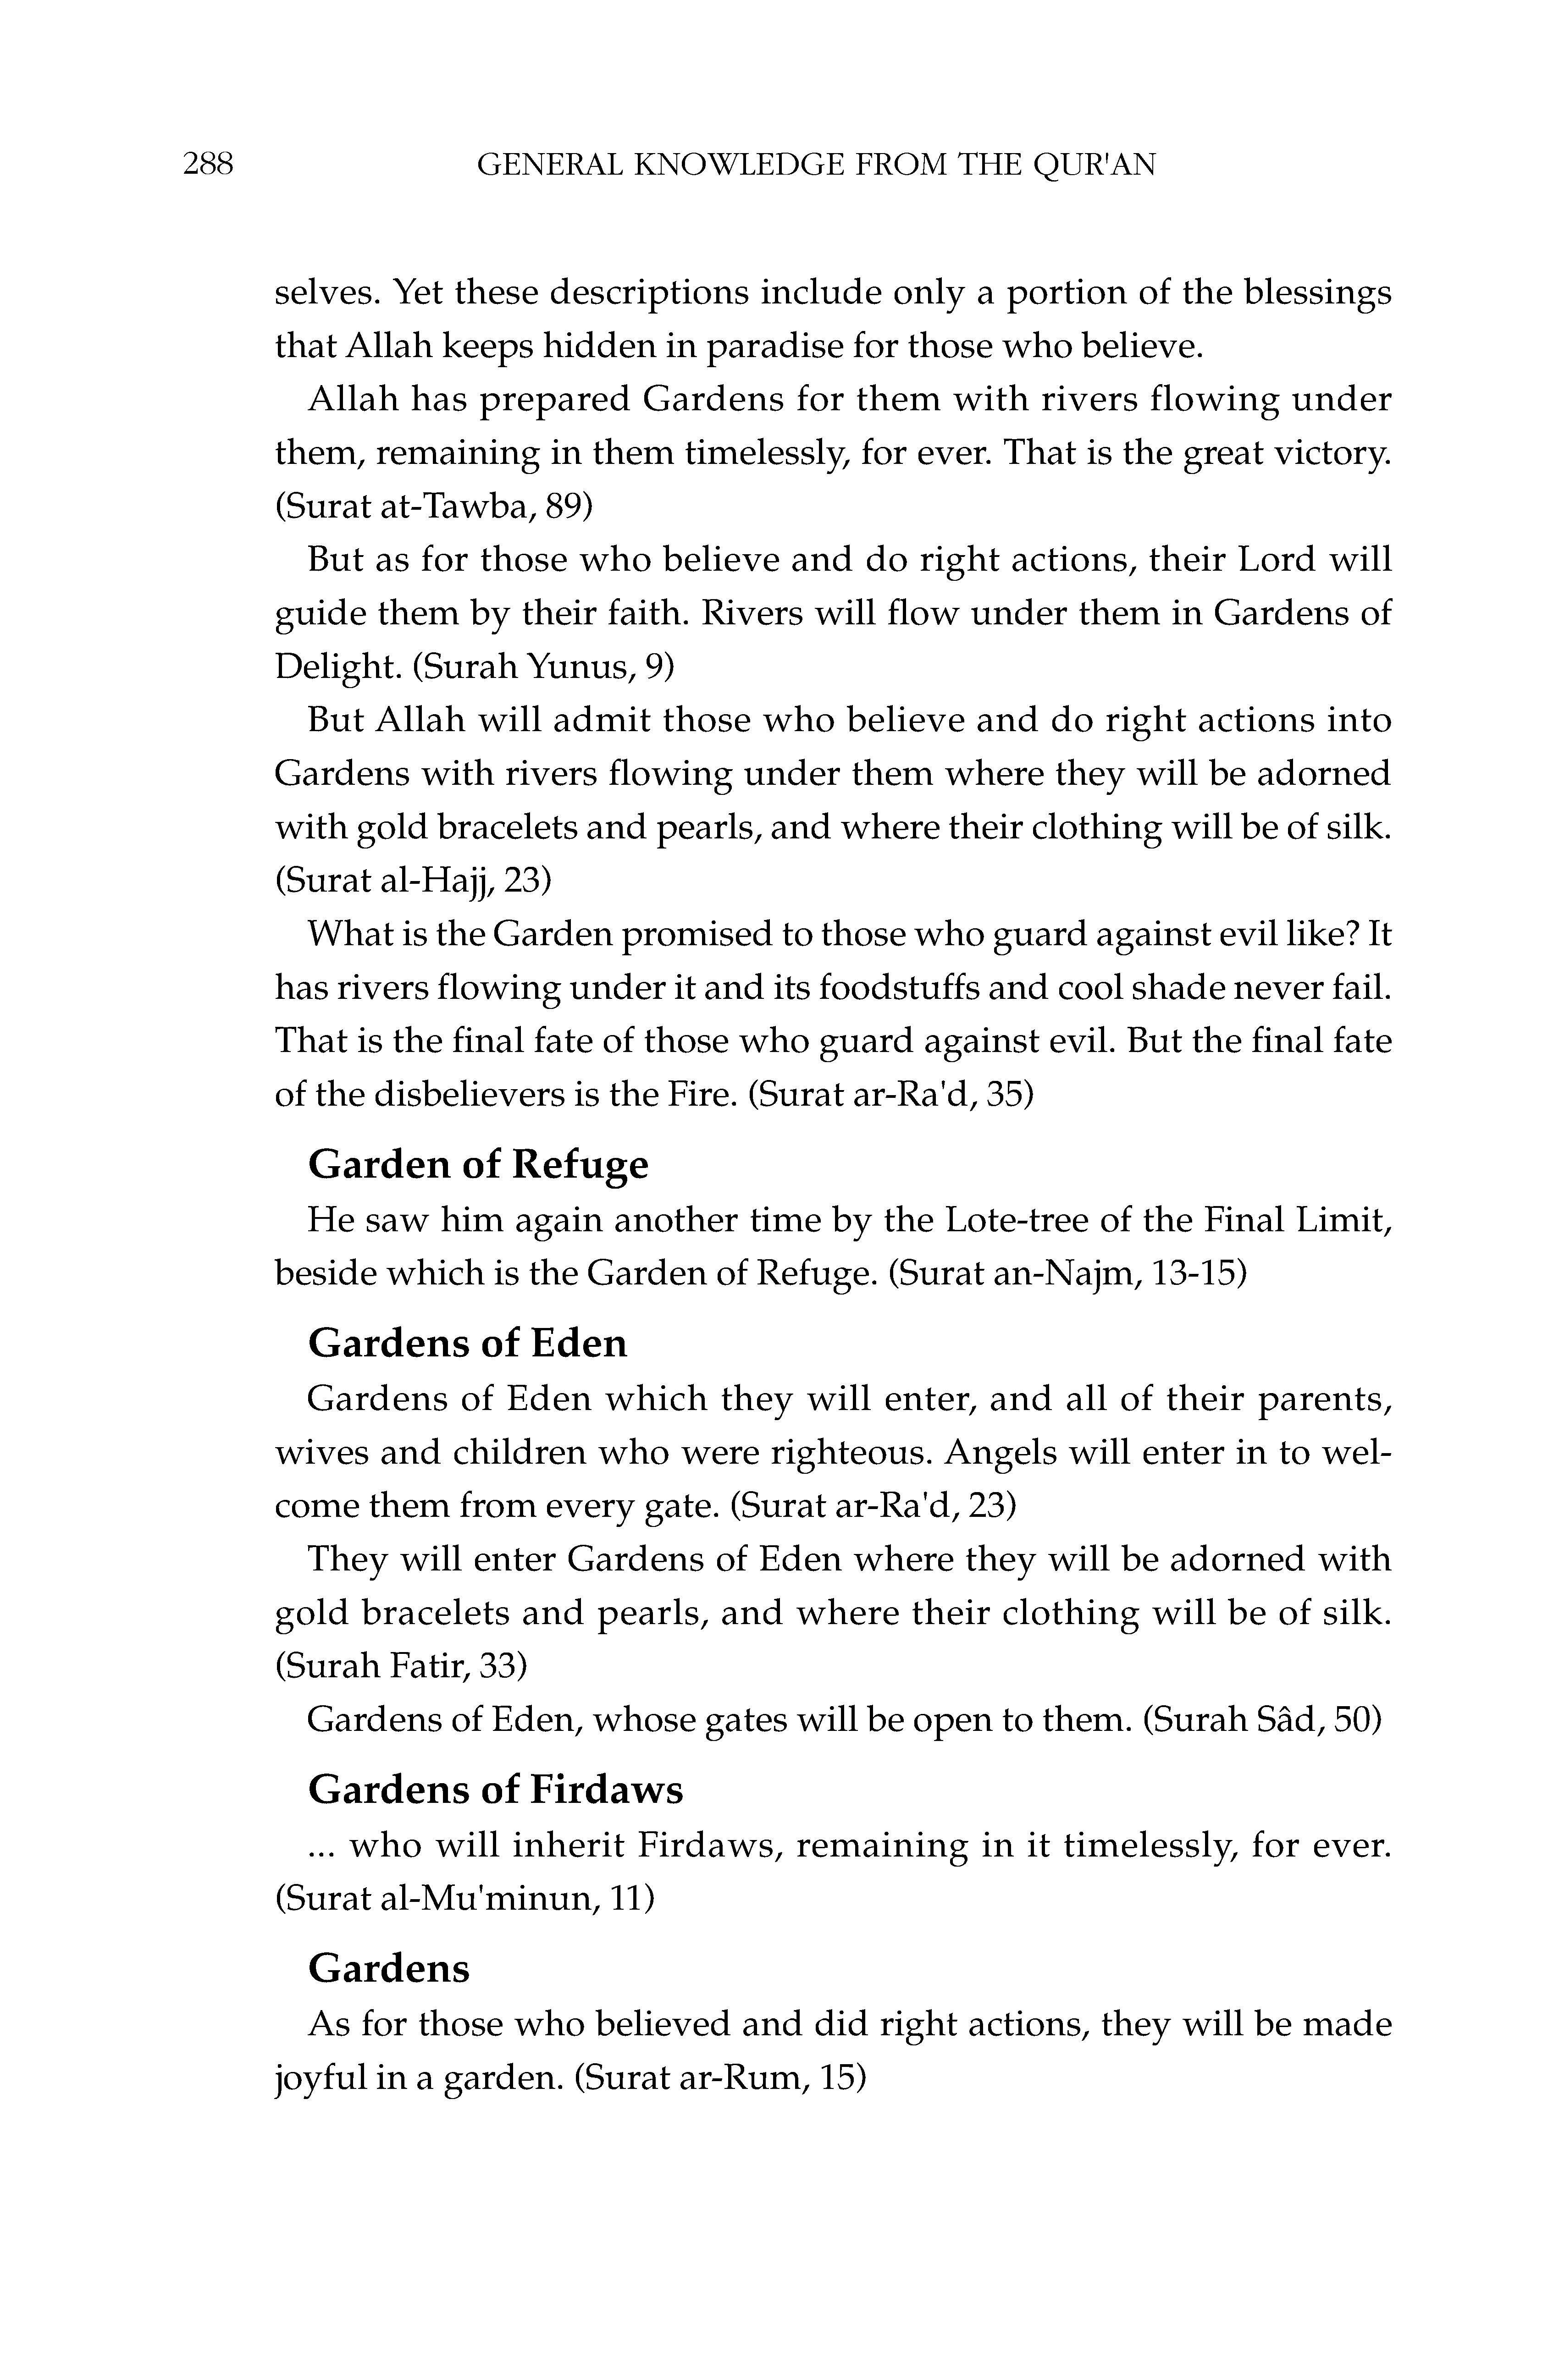 288 GENERAL KNOWLEDGE FROM THE QUR'AN
selves. Yet these descriptions include only a portion of the blessings
that Allah keeps hidden in paradise for those who believe.
Allah has prepared Gardens for them with rivers flowing under
them, remaining in them timelessly, for ever. That is the great victory.
(Surat at-Tawba, 89)
But as for those who believe and do right actions, their Lord will
guide them by their faith. Rivers will flow under them in Gardens of
Delight. (Surah Yunus, 9)
But Allah will admit those who believe and do right actions into
Gardens with rivers flowing under them where they will be adorned
with gold bracelets and pearls, and where their clothing will be of silk.
(Surat al-Hajj, 23)
What is the Garden promised to those who guard against evil like? It
has rivers flowing under it and its foodstuffs and cool shade never fail.
That is the final fate of those who guard against evil. But the final fate
of the disbelievers is the Fire. (Surat ar-Ra'd, 35)
Garden of Refuge
He saw him again another time by the Lote-tree of the Final Limit,
beside which is the Garden of Refuge. (Surat an-Najm, 13-15)
Gardens of Eden
Gardens of Eden which they will enter, and all of their parents,
wives and children who were righteous. Angels will enter in to wel-
come them from every gate. (Surat ar-Ra'd, 23)
They will enter Gardens of Eden where they will be adorned with
gold bracelets and pearls, and where their clothing will be of silk.
(Surah Fatir, 33)
Gardens of Eden, whose gates will be open to them. (Surah Sâd, 50)
Gardens of Firdaws
... who will inherit Firdaws, remaining in it timelessly, for ever.
(Surat al-Mu'minun, 11)
Gardens
As for those who believed and did right actions, they will be made
joyful in a garden. (Surat ar-Rum, 15)